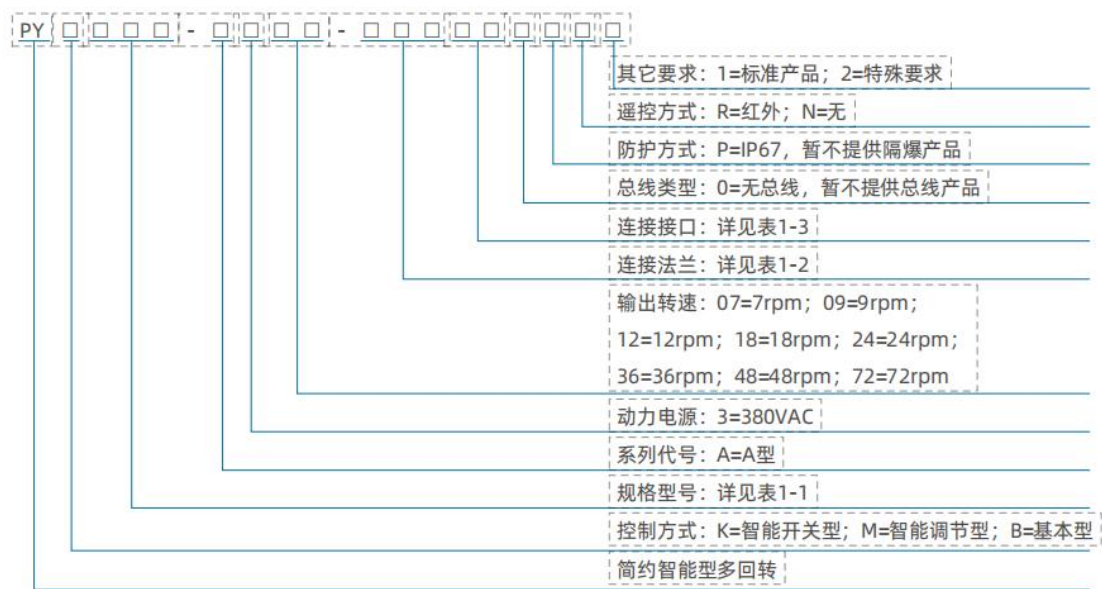 PY□□□□-□□□□-□□□□□□□□□
其它要求：1=标准产品；2=特殊要求
遥控方式：R=红外；N=无
防护方式：P=IP67，暂不提供隔爆产品
总线类型：0=无总线，暂不提供总线产品
连接接口：详见表1-3
连接法兰：详见表1-2
输出转速：07=7rpm；09=9rpm；
12=12rpm；18=18rpm；24=24rpm；
36=36rpm；48=48rpm；72=72rpm
动力电源：3=380VAC
系列代号：A=A型
规格型号：详见表1-1
控制方式：K=智能开关型；M=智能调节型；B=基本型
简约智能型多回转